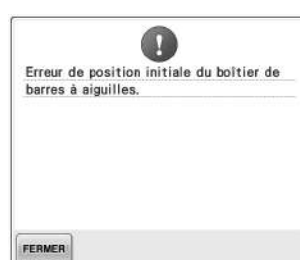 Erreur de position initiale du boîtier de
barres à aiguilles.
FERMER